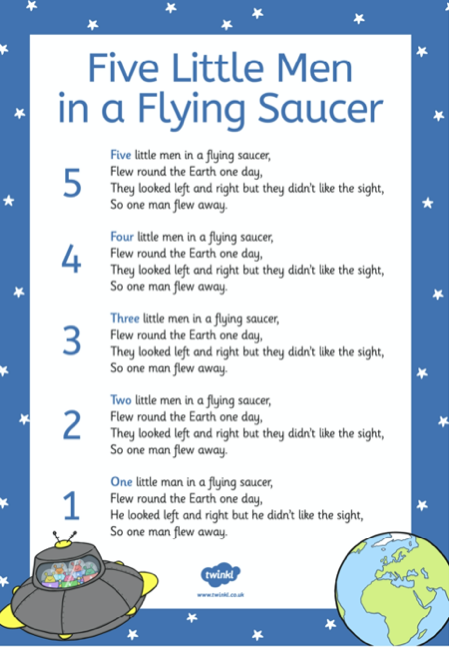 Five Little Men
in a Flying Saucer
5
Five little men in a flying saucer,
Flew round the Earth one day,
They looked left and right but they didn't like the sight,
So one man flew away.
4
Four little men in a flying saucer,
Flew round the Earth one day,
They looked left and right but they didn't like the sight,
So one man flew away.
3
Three little men in a flying saucer,
Flew round the Earth one day,
They looked left and right but they didn't like the sight,
So one man flew away.
2
Two little men in a flying saucer,
Flew round the Earth one day,
They looked left and right but they didn't like the sight,
So one man flew away.
1
One little man in a flying saucer,
Flew round the Earth one day,
He looked left and right but he didn't like the sight,
So one man flew away.
twinkl
www.twinkl.co.uk